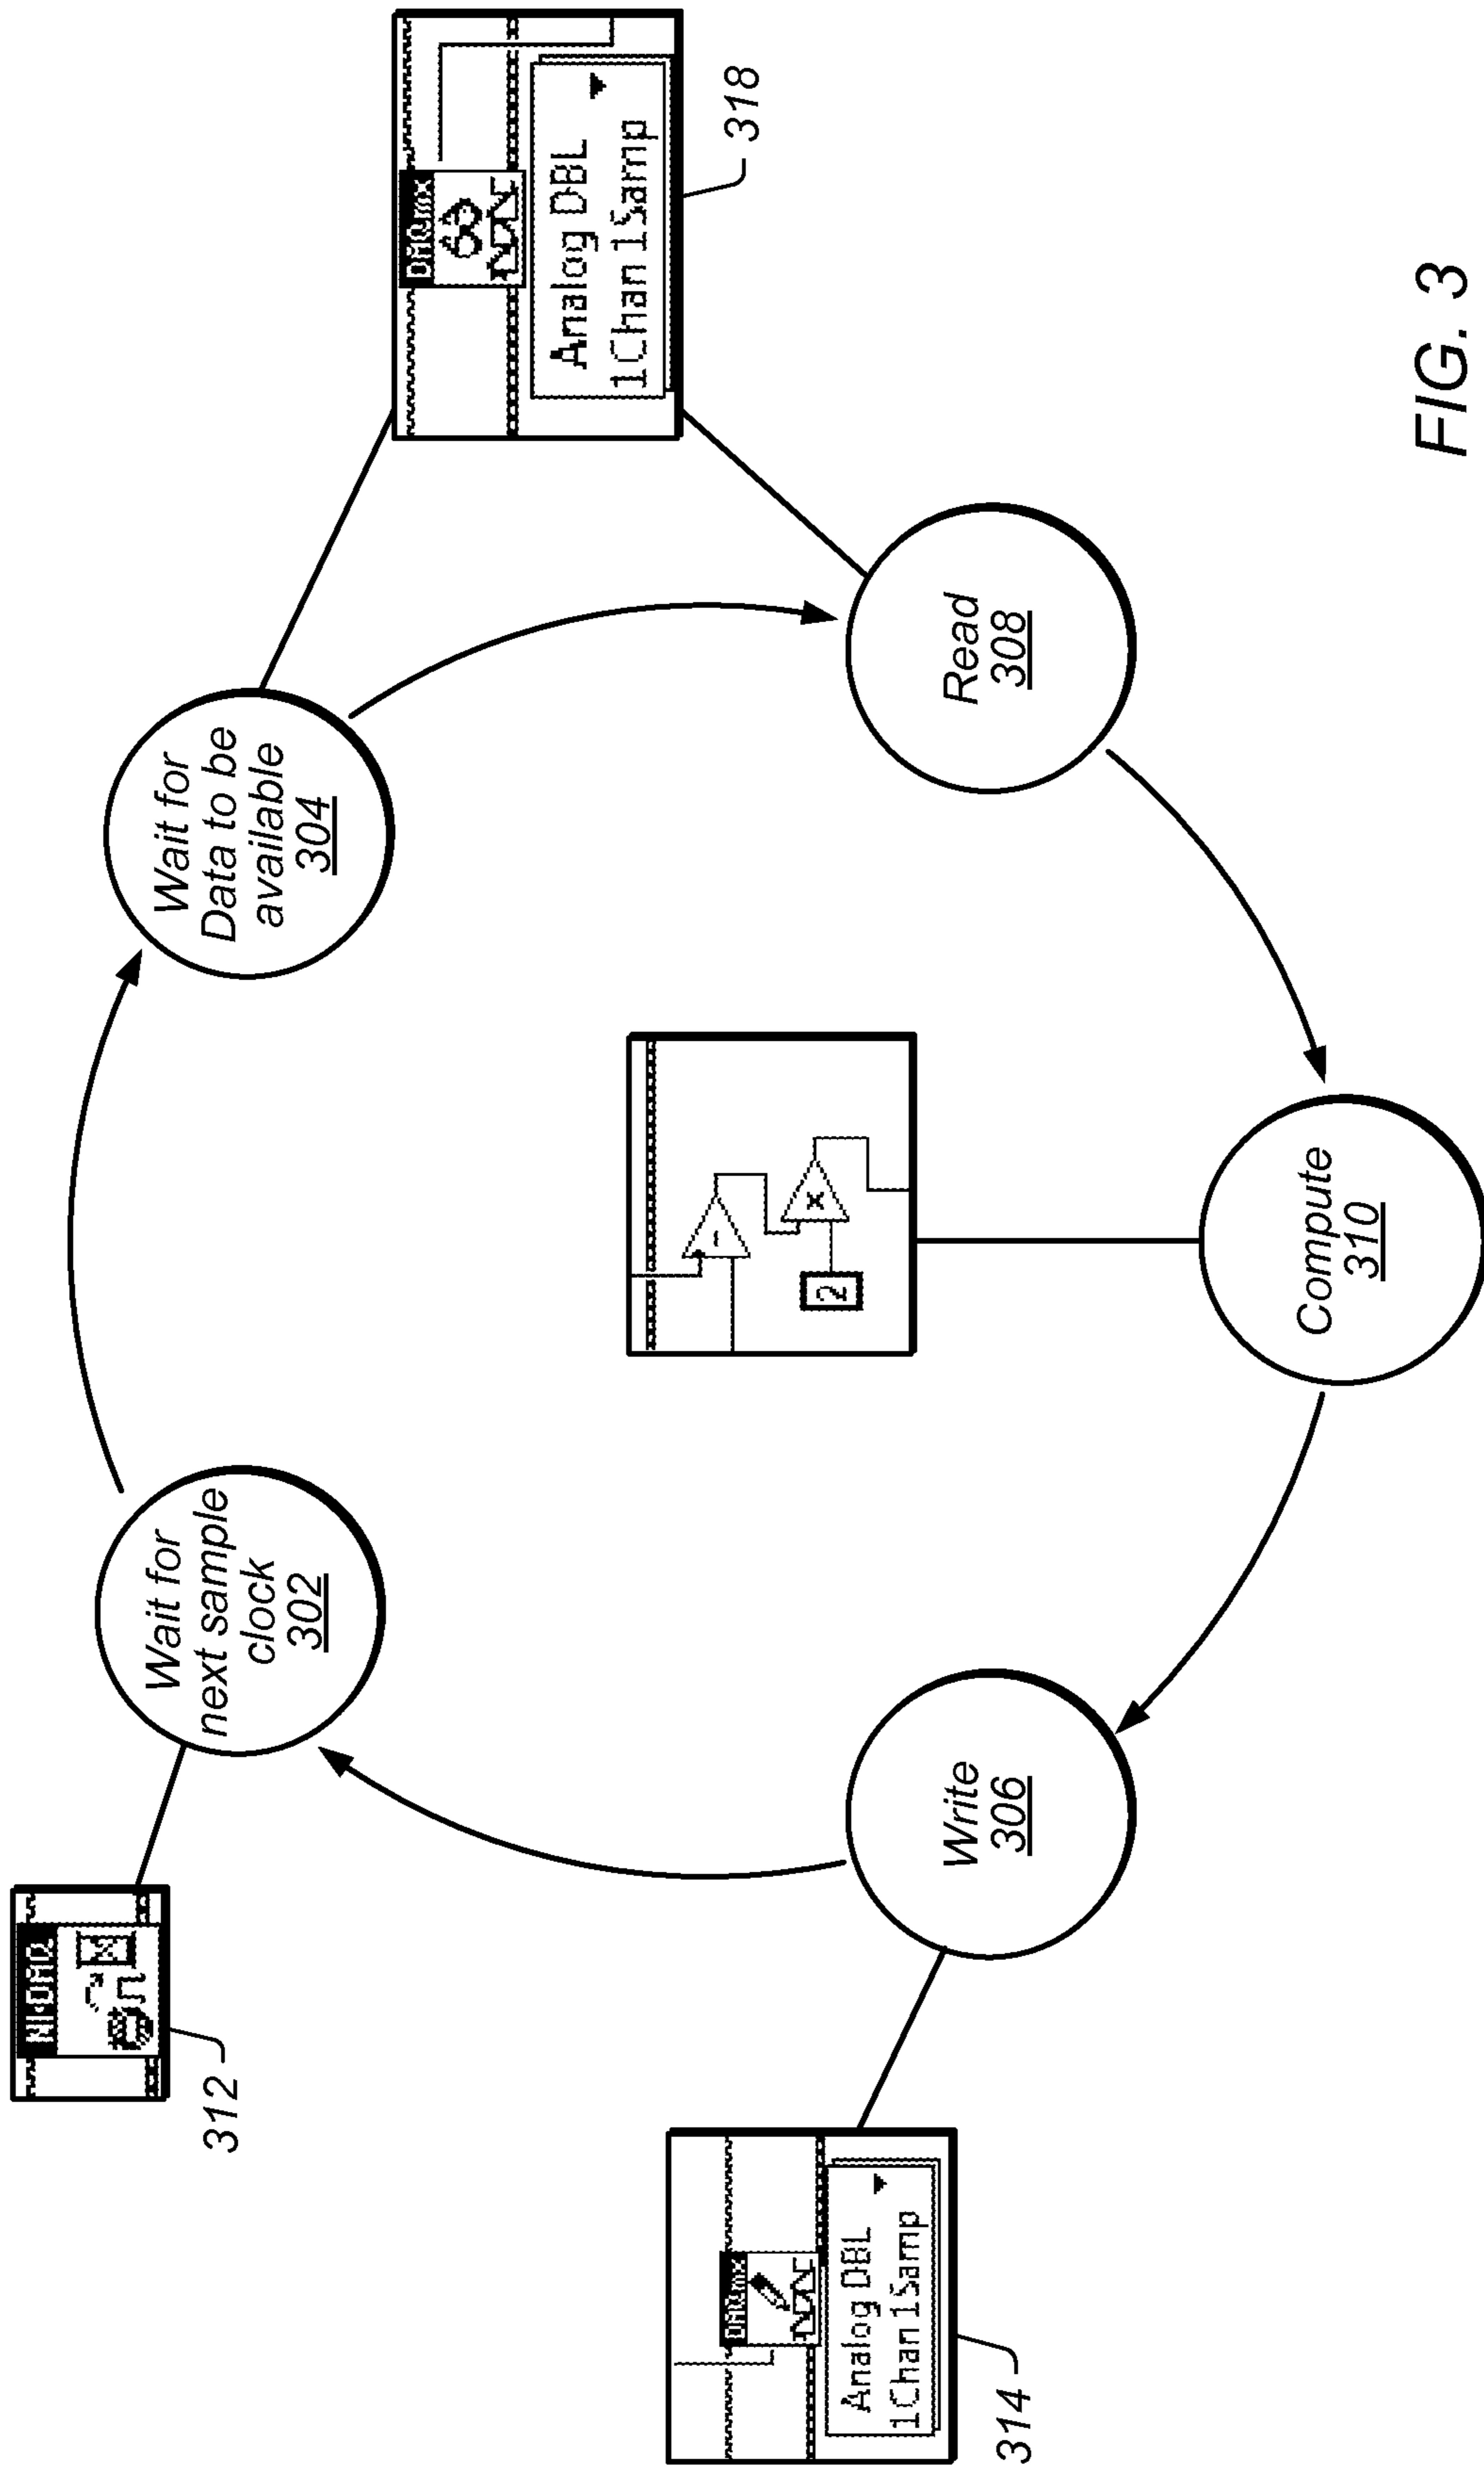 312
NI-DAQ
Wait for
next sample
clock
302
Wait for
Data to be
available
304
DAQmx
Analog DBL
1Chan 1Samp
318
314
DAQmx
Analog DBL
1Chan 1Samp
Write
306
-
x
2
Read
308
Compute
310
FIG. 3